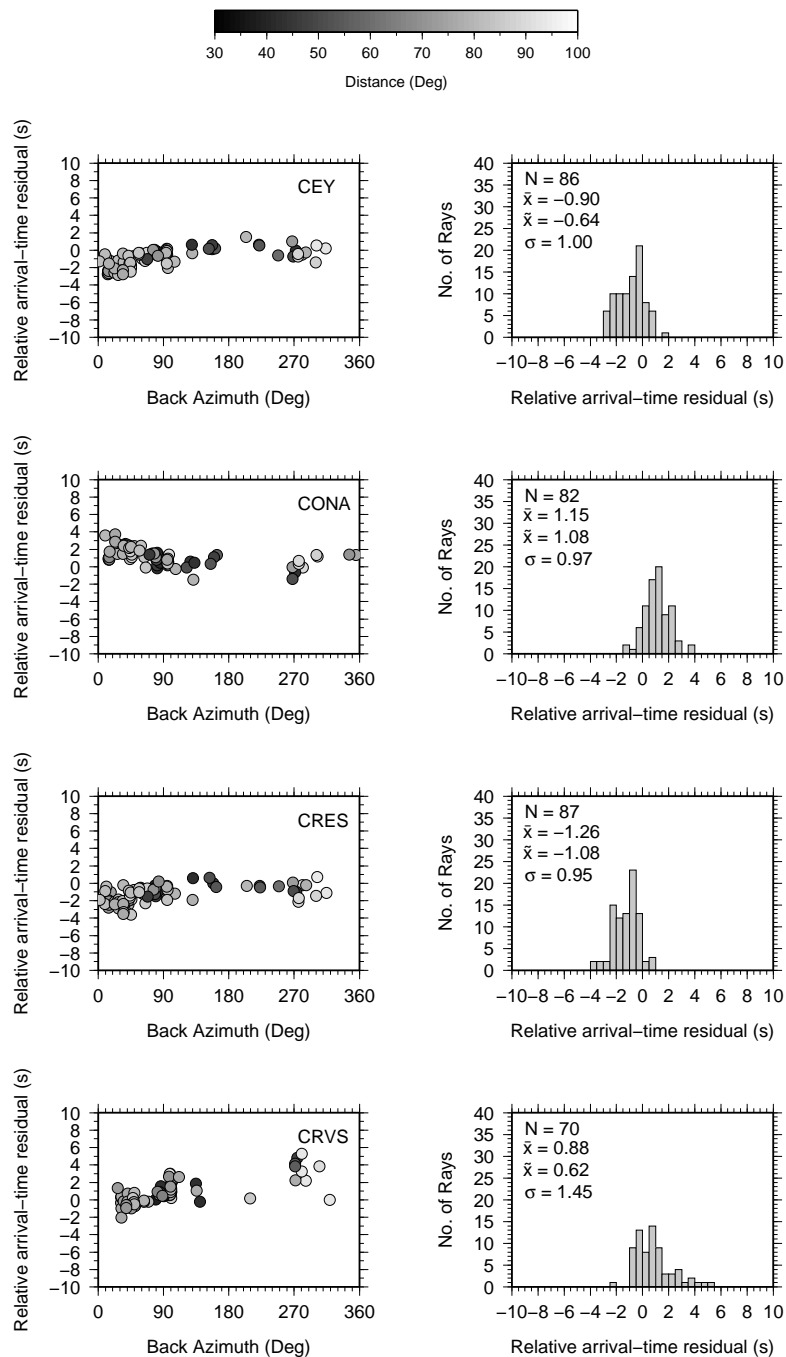 30 40 50 60 70 80 90 100
Distance (Deg)
Relative arrival−time residual (s)
10
8
6
4
2
0
−2
−4
−6
−8
−10
CEY
0 90 180 270 360
Back Azimuth (Deg)
No. of Rays
40
35
30
25
20
15
10
5
0
N = 86
x̄ = −0.90
x̃ = −0.64
σ = 1.00
−10 −8 −6 −4 −2 0 2 4 6 8 10
Relative arrival−time residual (s)
Relative arrival−time residual (s)
10
8
6
4
2
0
−2
−4
−6
−8
−10
CONA
0 90 180 270 360
Back Azimuth (Deg)
No. of Rays
40
35
30
25
20
15
10
5
0
N = 82
x̄ = 1.15
x̃ = 1.08
σ = 0.97
−10 −8 −6 −4 −2 0 2 4 6 8 10
Relative arrival−time residual (s)
Relative arrival−time residual (s)
10
8
6
4
2
0
−2
−4
−6
−8
−10
CRES
0 90 180 270 360
Back Azimuth (Deg)
No. of Rays
40
35
30
25
20
15
10
5
0
N = 87
x̄ = −1.26
x̃ = −1.08
σ = 0.95
−10 −8 −6 −4 −2 0 2 4 6 8 10
Relative arrival−time residual (s)
Relative arrival−time residual (s)
10
8
6
4
2
0
−2
−4
−6
−8
−10
CRVS
0 90 180 270 360
Back Azimuth (Deg)
No. of Rays
40
35
30
25
20
15
10
5
0
N = 70
x̄ = 0.88
x̃ = 0.62
σ = 1.45
−10 −8 −6 −4 −2 0 2 4 6 8 10
Relative arrival−time residual (s)